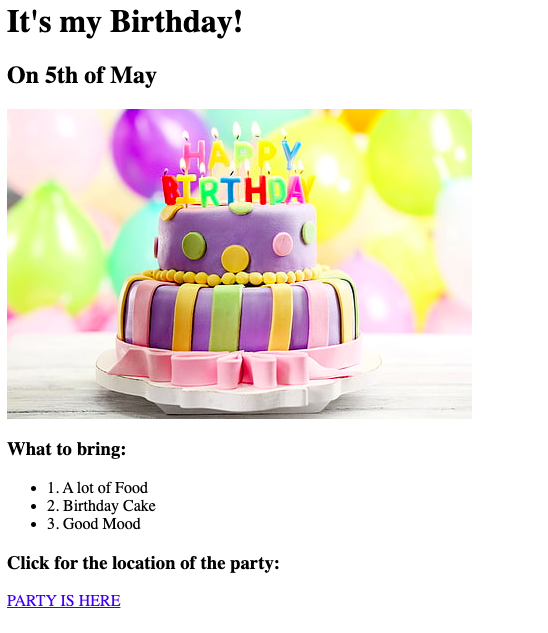 It's my Birthday!
On 5th of May
HAPPY
BIRTHDAY
What to bring:
1. A lot of Food
2. Birthday Cake
3. Good Mood
Click for the location of the party:
PARTY IS HERE